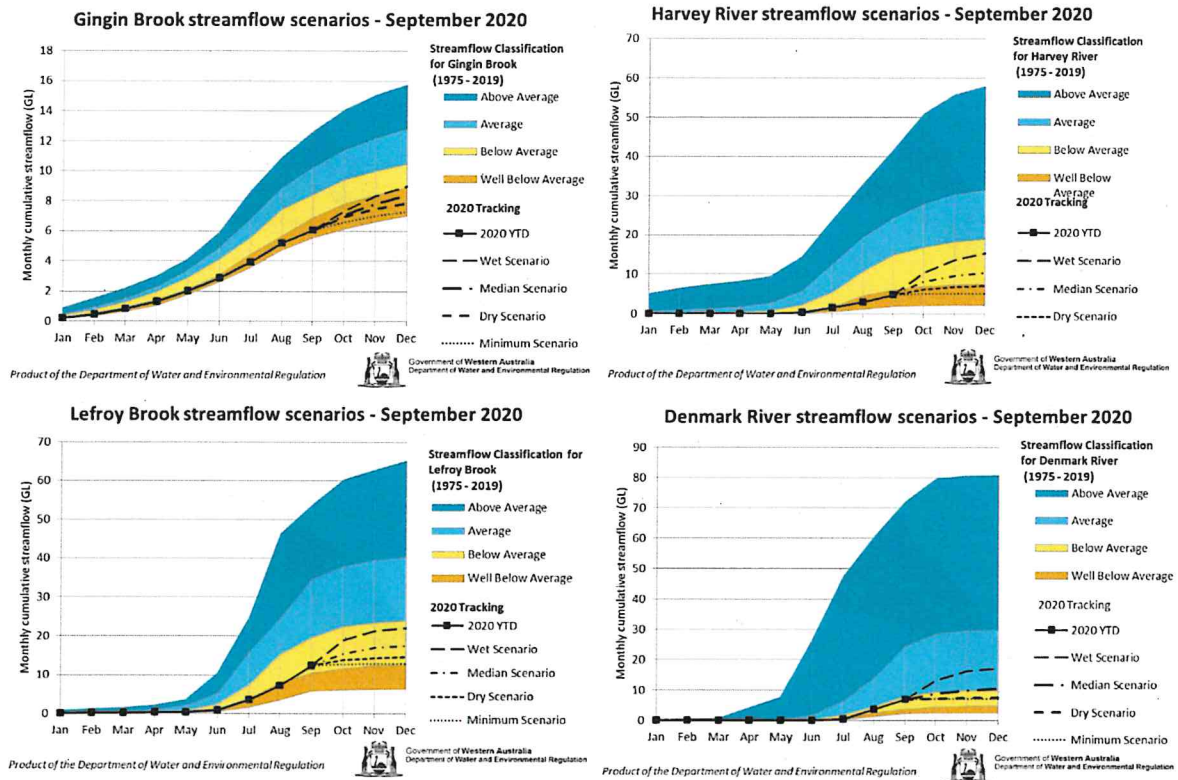 Gingin Brook streamflow scenarios - September 2020
Monthly cumulative streamflow (GL)
18
16
14
12
10
8
6
4
2
0
Jan Feb Mar Apr May Jun Jul Aug Sep Oct Nov Dec
Streamflow Classification
for Gingin Brook
(1975 - 2019)
Above Average
Average
Below Average
Well Below Average
2020 Tracking
2020 YTD
Wet Scenario
Median Scenario
Dry Scenario
Minimum Scenario
Product of the Department of Water and Environmental Regulation
Government of Western Australia
Department of Water and Environmental Regulation
Harvey River streamflow scenarios - September 2020
Monthly cumulative streamflow (GL)
70
60
50
40
30
20
10
0
Jan Feb Mar Apr May Jun Jul Aug Sep Oct Nov Dec
Streamflow Classification
for Harvey River
(1975 - 2019)
Above Average
Average
Below Average
Well Below
Average
2020 Tracking
2020 YTD
Wet Scenario
Median Scenario
Dry Scenario
Product of the Department of Water and Environmental Regulation
Government of Western Australia
Department of Water and Environmental Regulation
Lefroy Brook streamflow scenarios - September 2020
Monthly cumulative streamflow (GL)
70
60
50
40
30
20
10
0
Jan Feb Mar Apr May Jun Jul Aug Sep Oct Nov Dec
Streamflow Classification for
Lefroy Brook
(1975 - 2019)
Above Average
Average
Below Average
Well Below Average
2020 Tracking
2020 YTD
Wet Scenario
Median Scenario
Dry Scenario
Minimum Scenario
Product of the Department of Water and Environmental Regulation
Government of Western Australia
Department of Water and Environmental Regulation
Denmark River streamflow scenarios - September 2020
Monthly cumulative streamflow (GL)
90
80
70
60
50
40
30
20
10
0
Jan Feb Mar Apr May Jun Jul Aug Sep Oct Nov Dec
Streamflow Classification
for Denmark River
(1975 - 2019)
Above Average
Average
Below Average
Well Below Average
2020 Tracking
2020 YTD
Wet Scenario
Median Scenario
Dry Scenario
Minimum Scenario
Product of the Department of Water and Environmental Regulation
Government of Western Australia
Department of Water and Environmental Regulation